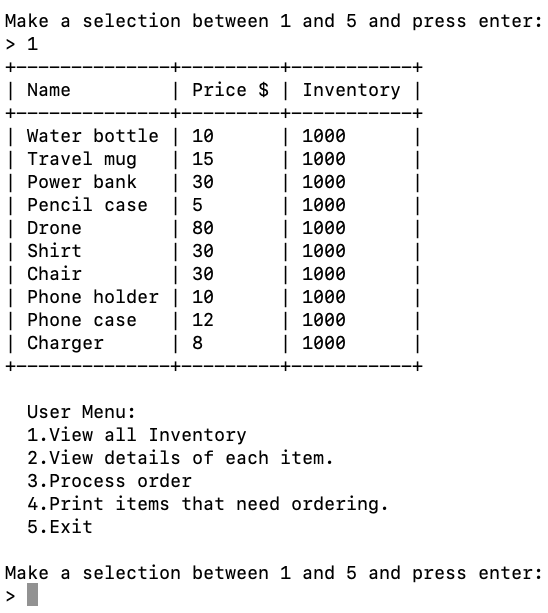 Make a selection between 1 and 5 and press enter:
> 1
+--------------+---------+-----------+
| Name         | Price $ | Inventory |
+--------------+---------+-----------+
| Water bottle | 10      | 1000      |
| Travel mug   | 15      | 1000      |
| Power bank   | 30      | 1000      |
| Pencil case  | 5       | 1000      |
| Drone        | 80      | 1000      |
| Shirt        | 30      | 1000      |
| Chair        | 30      | 1000      |
| Phone holder | 10      | 1000      |
| Phone case   | 12      | 1000      |
| Charger      | 8       | 1000      |
+--------------+---------+-----------+
  User Menu:
  1.View all Inventory
  2.View details of each item.
  3.Process order
  4.Print items that need ordering.
  5.Exit
Make a selection between 1 and 5 and press enter:
>